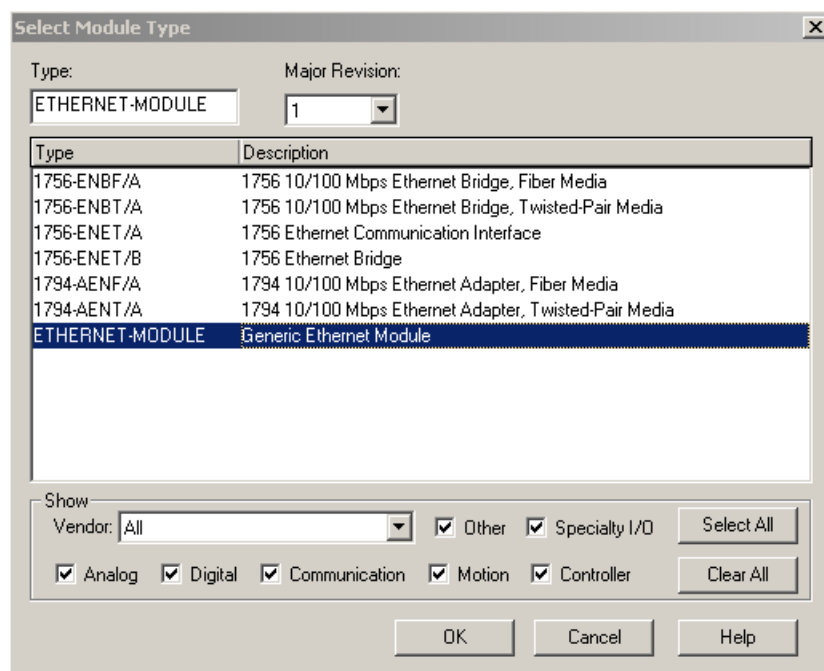 Select Module Type
Type: Major Revision:
ETHERNET-MODULE 1
Type Description
1756-ENBF/A 1756 10/100 Mbps Ethernet Bridge, Fiber Media
1756-ENBT/A 1756 10/100 Mbps Ethernet Bridge, Twisted-Pair Media
1756-ENET/A 1756 Ethernet Communication Interface
1756-ENET/B 1756 Ethernet Bridge
1794-AENF/A 1794 10/100 Mbps Ethernet Adapter, Fiber Media
1794-AENT/A 1794 10/100 Mbps Ethernet Adapter, Twisted-Pair Media
ETHERNET-MODULE Generic Ethernet Module
Show
Vendor: All Other Specialty I/O Select All
Analog Digital Communication Motion Controller Clear All
OK Cancel Help